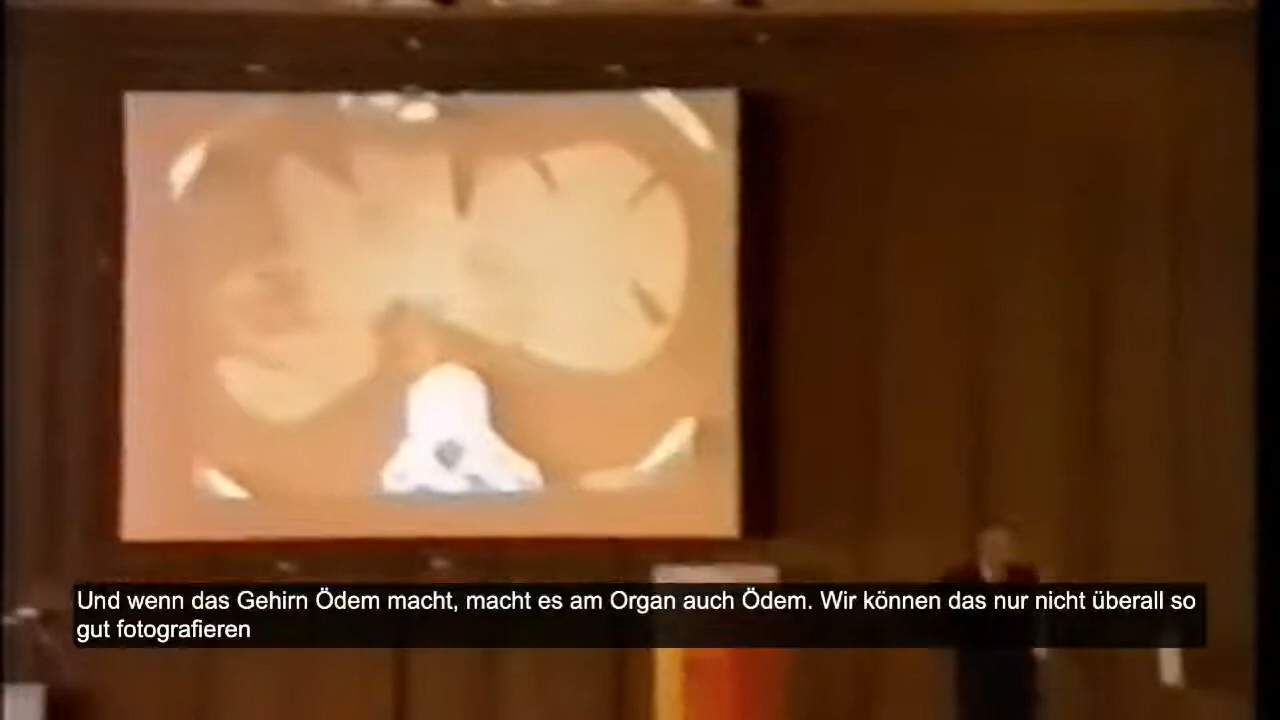 Und wenn das Gehirn Ödem macht, macht es am Organ auch Ödem. Wir können das nur nicht überall so
gut fotografieren